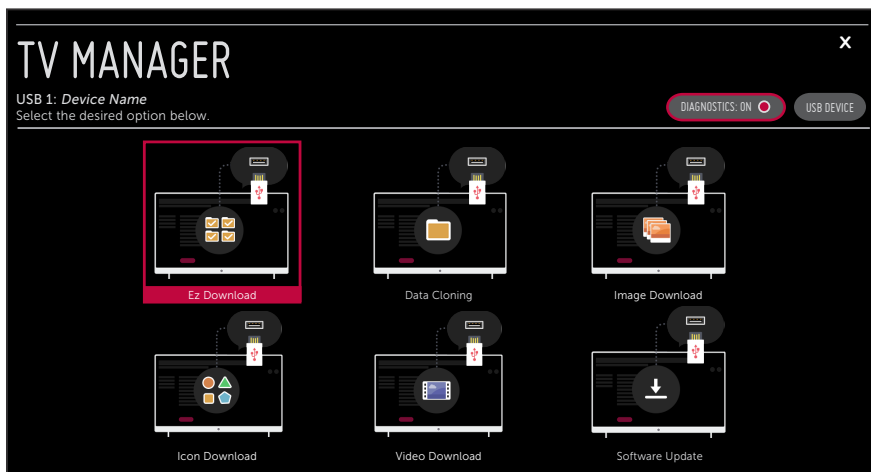 TV MANAGER
X
USB 1: Device Name
Select the desired option below.
DIAGNOSTICS: ON
USB DEVICE
Ez Download
Data Cloning
Image Download
Icon Download
Video Download
Software Update